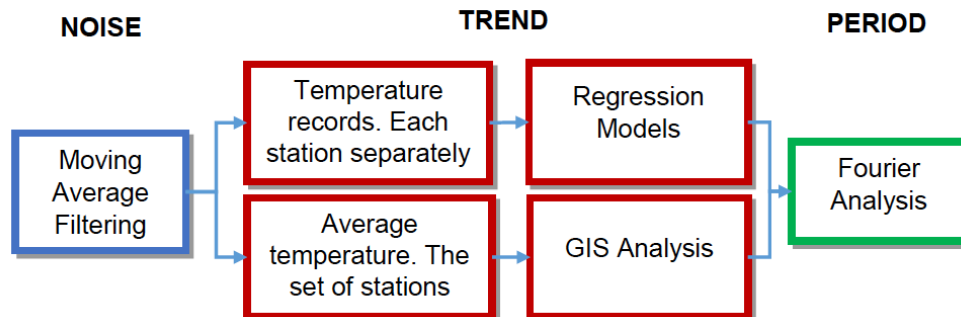 NOISE
TREND
PERIOD
Moving
Average
Filtering
Temperature
records. Each
station separately
Regression
Models
Average
temperature. The
set of stations
GIS Analysis
Fourier
Analysis